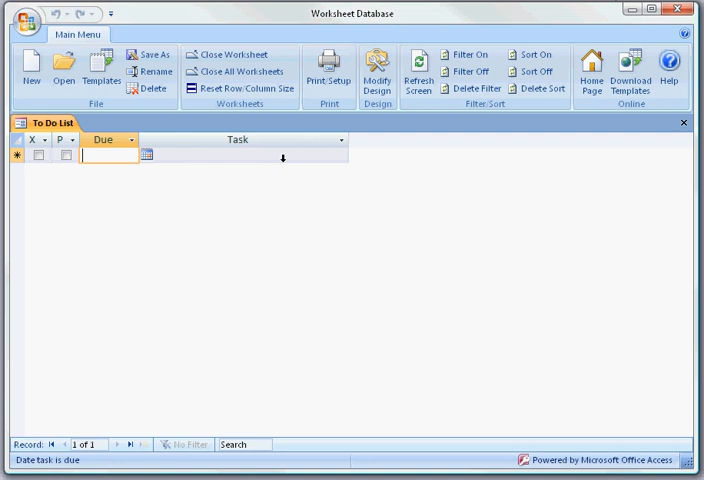 Worksheet Database
Main Menu
New
Open
Templates
Save As
Rename
Delete
File
Close Worksheet
Close All Worksheets
Reset Row/Column Size
Worksheets
Print/Setup
Print
Modify
Design
Design
Refresh
Screen
Filter On
Filter Off
Delete Filter
Sort On
Sort Off
Delete Sort
Filter/Sort
Home
Page
Download
Templates
Help
Online
To Do List
X P Due Task
Record: 1 of 1 No Filter Search
Date task is due
Powered by Microsoft Office Access